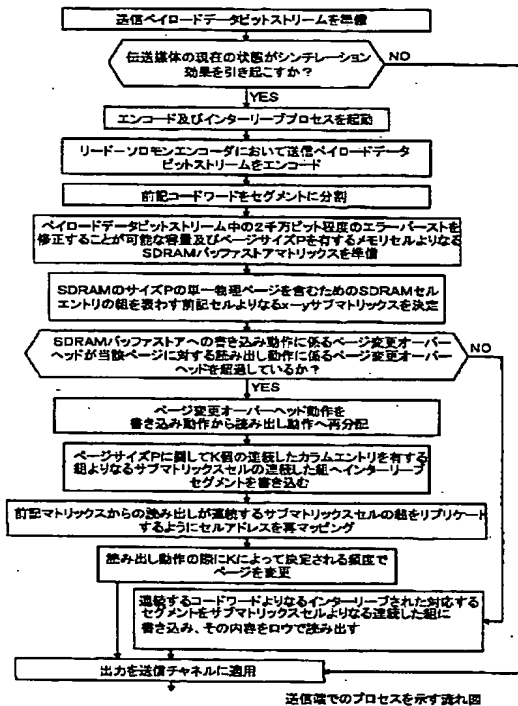 送信ペイロードデータビットストリームを準備
伝送媒体の現在の状態がシンチレーション
効果を引き起こすか？
NO
YES
エンコード及びインターリーブプロセスを起動
リードーソロモンエンコーダにおいて送信ペイロードデータ
ビットストリームをエンコード
前記コードワードをセグメントに分割
ペイロードデータビットストリーム中の2千万ビット程度のエラーバーストを
修正することが可能な容量及びページサイズPを有するメモリセルよりなる
SDRAMバッファストアマトリックスを準備
SDRAMのサイズPの単一物理ページを含むためのSDRAMセル
エントリの組を表わす前記セルよりなるx－yサブマトリックスを決定
SDRAMバッファストアへの書き込み動作に係るページ変更オーバー
ヘッドが当該ページに対する読み出し動作に係るページ変更オーバー
ヘッドを超過しているか？
NO
YES
ページ変更オーバーヘッド動作を
書き込み動作から読み出し動作へ再分配
ページサイズPに関してK個の連続したカラムエントリを有する
組よりなるサブマトリックスセルの連続した組へインターリーブ
セグメントを書き込む
前記マトリックスからの読み出しが連続するサブマトリックスセルの組をリプリケート
するようにセルアドレスを再マッピング
読み出し動作の際にKによって決定される頻度で
ページを変更
連続するコードワードよりなるインターリーブされた対応する
セグメントをサブマトリックスセルよりなる連続した組に
書き込み、その内容をロウで読み出す
出力を送信チャネルに適用
送信端でのプロセスを示す流れ図